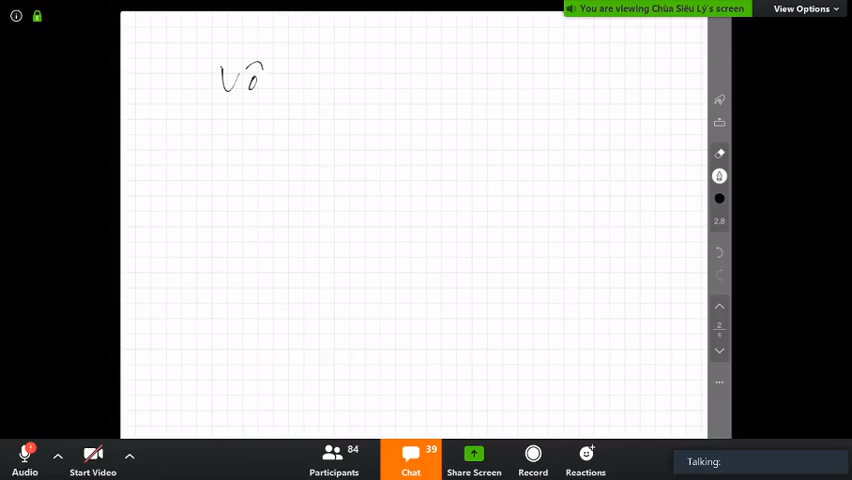 You are viewing Chùa Siêu Lý's screen
View Options
Vô
2.8
2
6
84
39
Audio
Start Video
Participants
Chat
Share Screen
Record
Reactions
Talking: